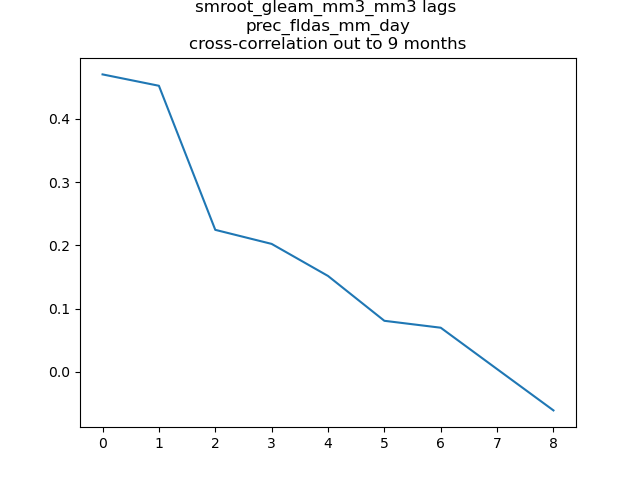 smroot_gleam_mm3_mm3 lags
prec_fldas_mm_day
cross-correlation out to 9 months
0.4
0.3
0.2
0.1
0.0
0 1 2 3 4 5 6 7 8